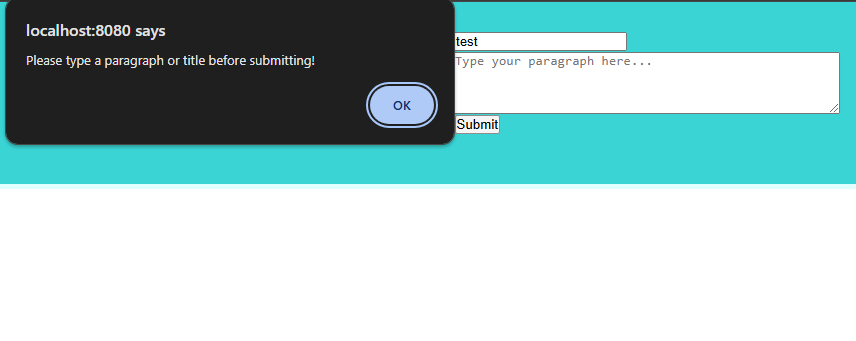 localhost:8080 says
Please type a paragraph or title before submitting!
OK
test
Type your paragraph here...
Submit